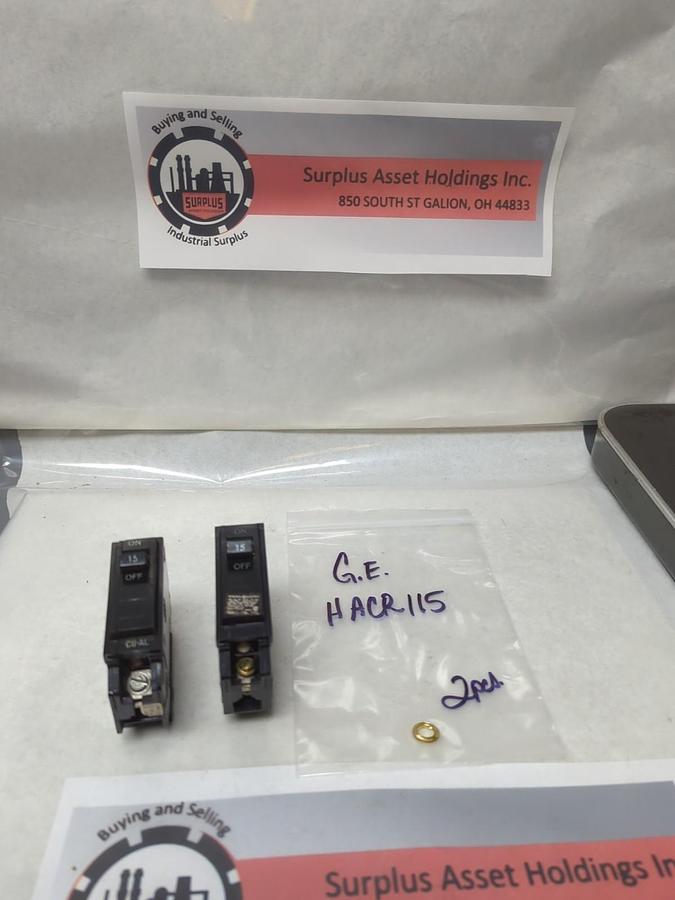 Buying and Selling
SURPLUS
Industrial Surplus
Surplus Asset Holdings Inc.
850 SOUTH ST GALION, OH 44833
ON
15
OFF
CU-AL
ON
15
OFF
G.E.
HACR115
2pcs.
Buying and Selling
Surplus Asset Holdings In